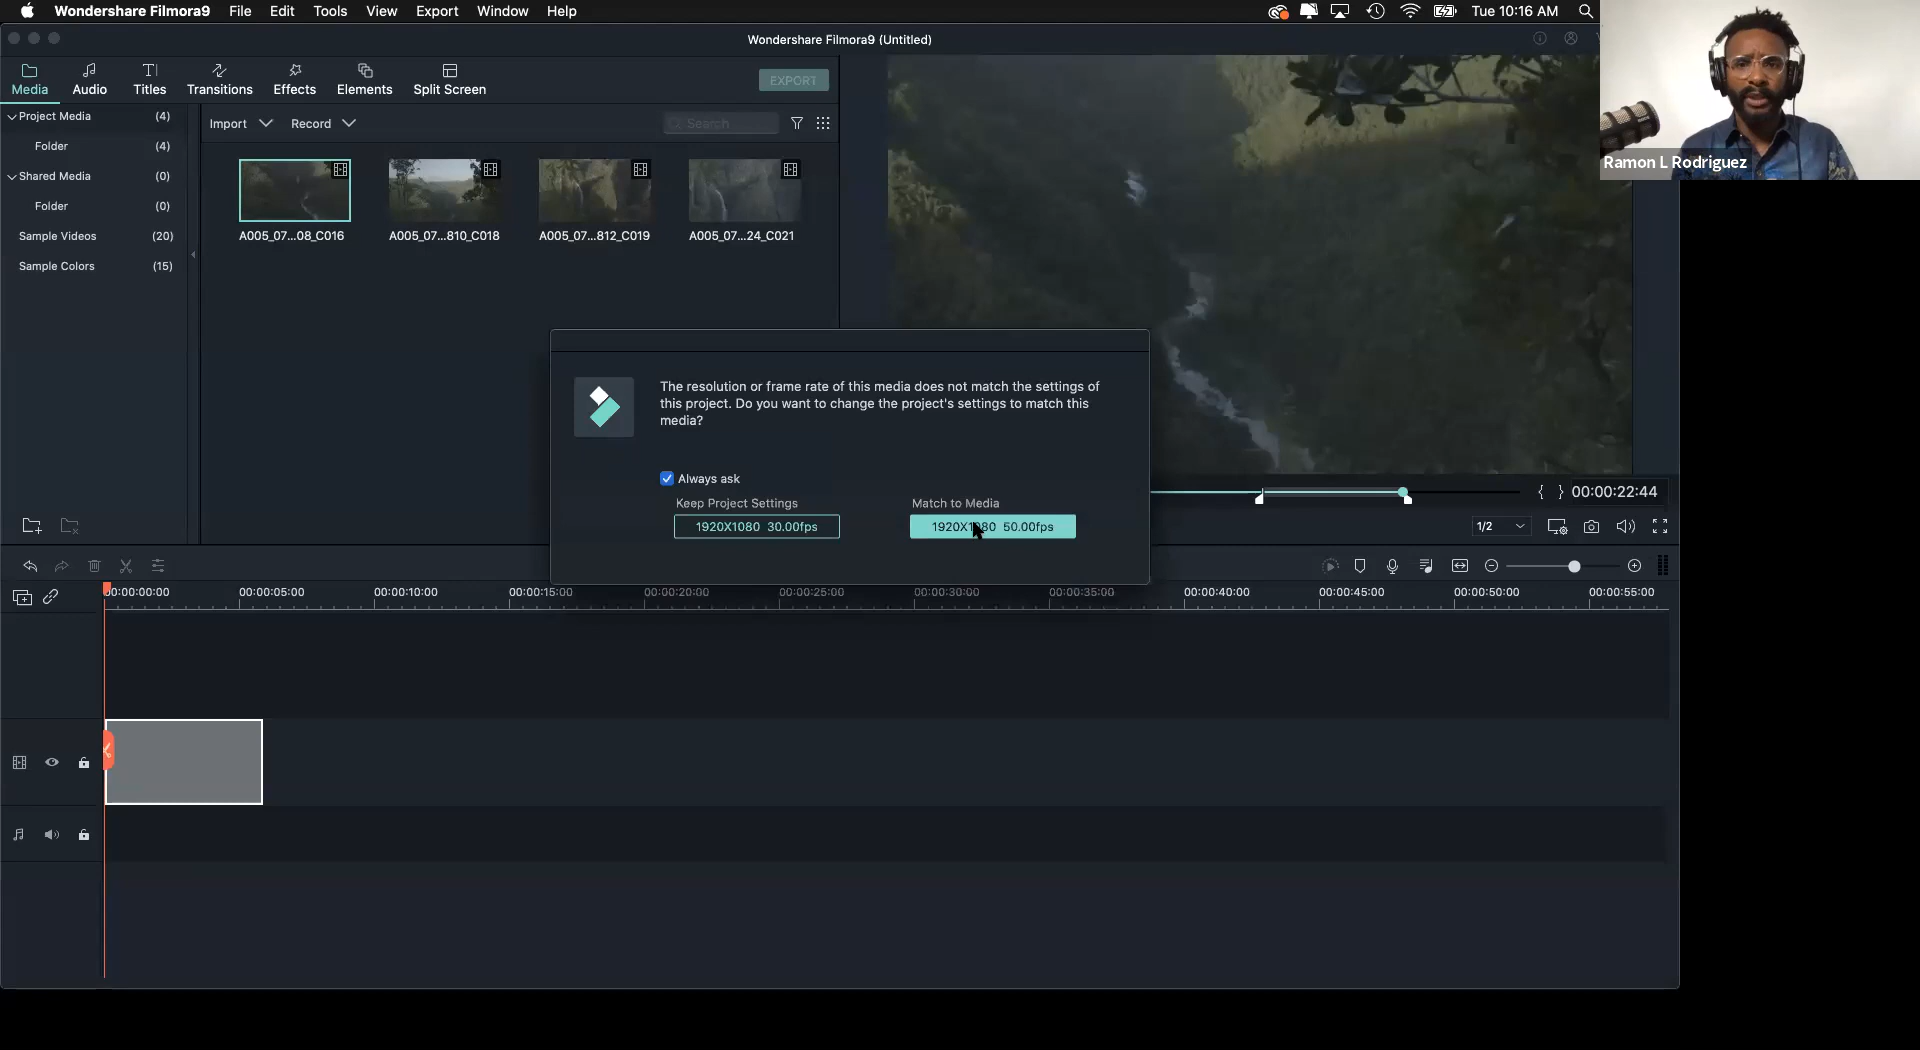 Wondershare Filmora9 File Edit Tools View Export Window Help Tue 10:16 AM
Wondershare Filmora9 (Untitled)
Media Audio Titles Transitions Effects Elements Split Screen EXPORT
Project Media (4)
Folder (4)
Shared Media (0)
Folder (0)
Sample Videos (20)
Sample Colors (15)
Import Record Search
A005_07...08_C016 A005_07...810_C018 A005_07...812_C019 A005_07...24_C021
Ramon L Rodriguez
The resolution or frame rate of this media does not match the settings of
this project. Do you want to change the project's settings to match this
media?
Always ask
Keep Project Settings Match to Media
1920X1080 30.00fps 1920X1080 50.00fps
{ } 00:00:22:44
1/2
00:00:00:00 00:00:05:00 00:00:10:00 00:00:15:00 00:00:20:00 00:00:25:00 00:00:30:00 00:00:35:00 00:00:40:00 00:00:45:00 00:00:50:00 00:00:55:00